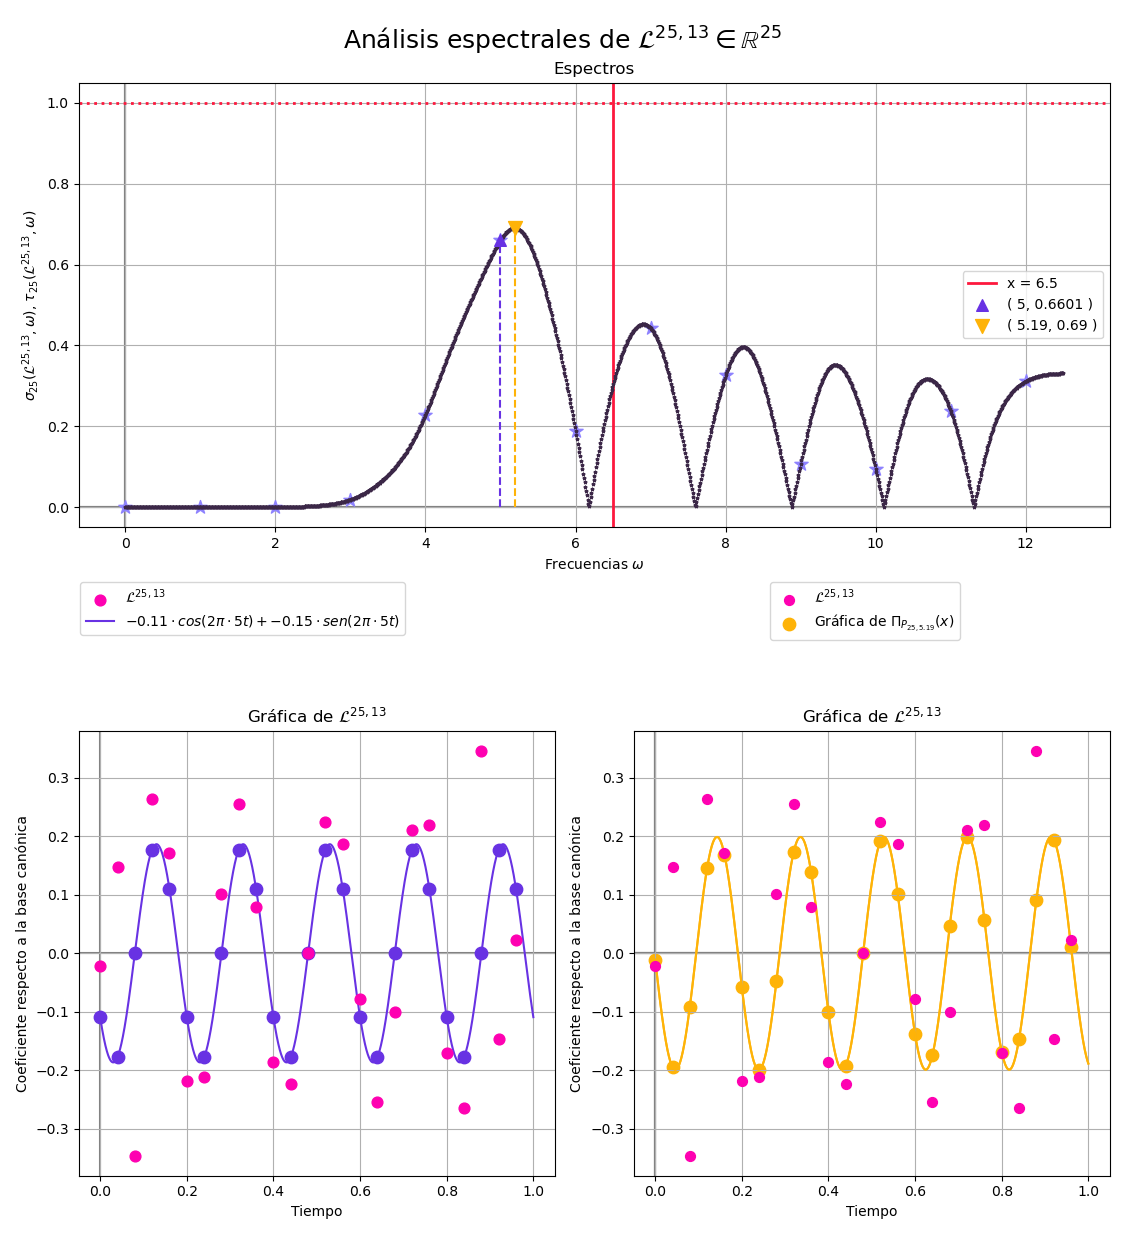 Análisis espectrales de ℒ^{25,13} ∈ ℝ^{25}
Espectros
σ_{25}(ℒ^{25,13}, ω), τ_{25}(ℒ^{25,13}, ω)
1.0
0.8
0.6
0.4
0.2
0.0
x = 6.5
( 5, 0.6601 )
( 5.19, 0.69 )
0 2 4 6 8 10 12
Frecuencias ω
ℒ^{25,13}
−0.11 · cos(2π · 5t) + −0.15 · sen(2π · 5t)
ℒ^{25,13}
Gráfica de Π_{P_{25,5.19}}(x)
Gráfica de ℒ^{25,13}
Coeficiente respecto a la base canónica
0.3
0.2
0.1
0.0
−0.1
−0.2
−0.3
0.0 0.2 0.4 0.6 0.8 1.0
Tiempo
Gráfica de ℒ^{25,13}
Coeficiente respecto a la base canónica
0.3
0.2
0.1
0.0
−0.1
−0.2
−0.3
0.0 0.2 0.4 0.6 0.8 1.0
Tiempo